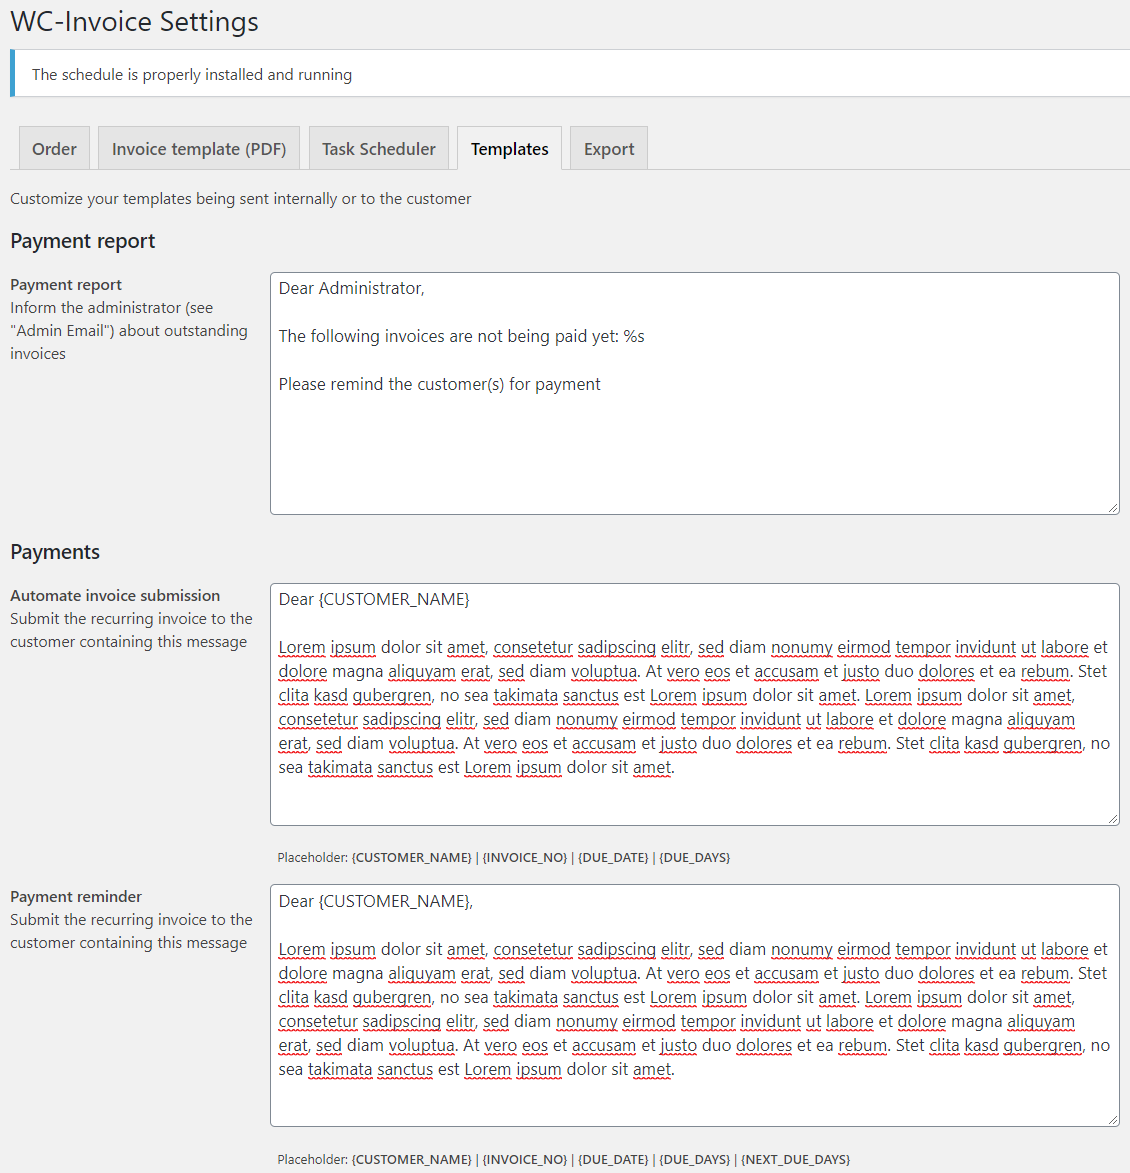 WC-Invoice Settings
The schedule is properly installed and running
Order
Invoice template (PDF)
Task Scheduler
Templates
Export
Customize your templates being sent internally or to the customer
Payment report
Payment report
Inform the administrator (see
"Admin Email") about outstanding
invoices
Dear Administrator,
The following invoices are not being paid yet: %s
Please remind the customer(s) for payment
Payments
Automate invoice submission
Submit the recurring invoice to the
customer containing this message
Dear {CUSTOMER_NAME}
Lorem ipsum dolor sit amet, consetetur sadipscing elitr, sed diam nonumy eirmod tempor invidunt ut labore et
dolore magna aliquyam erat, sed diam voluptua. At vero eos et accusam et justo duo dolores et ea rebum. Stet
clita kasd gubergren, no sea takimata sanctus est Lorem ipsum dolor sit amet. Lorem ipsum dolor sit amet,
consetetur sadipscing elitr, sed diam nonumy eirmod tempor invidunt ut labore et dolore magna aliquyam
erat, sed diam voluptua. At vero eos et accusam et justo duo dolores et ea rebum. Stet clita kasd gubergren, no
sea takimata sanctus est Lorem ipsum dolor sit amet.
Placeholder: {CUSTOMER_NAME} | {INVOICE_NO} | {DUE_DATE} | {DUE_DAYS}
Payment reminder
Submit the recurring invoice to the
customer containing this message
Dear {CUSTOMER_NAME},
Lorem ipsum dolor sit amet, consetetur sadipscing elitr, sed diam nonumy eirmod tempor invidunt ut labore et
dolore magna aliquyam erat, sed diam voluptua. At vero eos et accusam et justo duo dolores et ea rebum. Stet
clita kasd gubergren, no sea takimata sanctus est Lorem ipsum dolor sit amet. Lorem ipsum dolor sit amet,
consetetur sadipscing elitr, sed diam nonumy eirmod tempor invidunt ut labore et dolore magna aliquyam
erat, sed diam voluptua. At vero eos et accusam et justo duo dolores et ea rebum. Stet clita kasd gubergren, no
sea takimata sanctus est Lorem ipsum dolor sit amet.
Placeholder: {CUSTOMER_NAME} | {INVOICE_NO} | {DUE_DATE} | {DUE_DAYS} | {NEXT_DUE_DAYS}